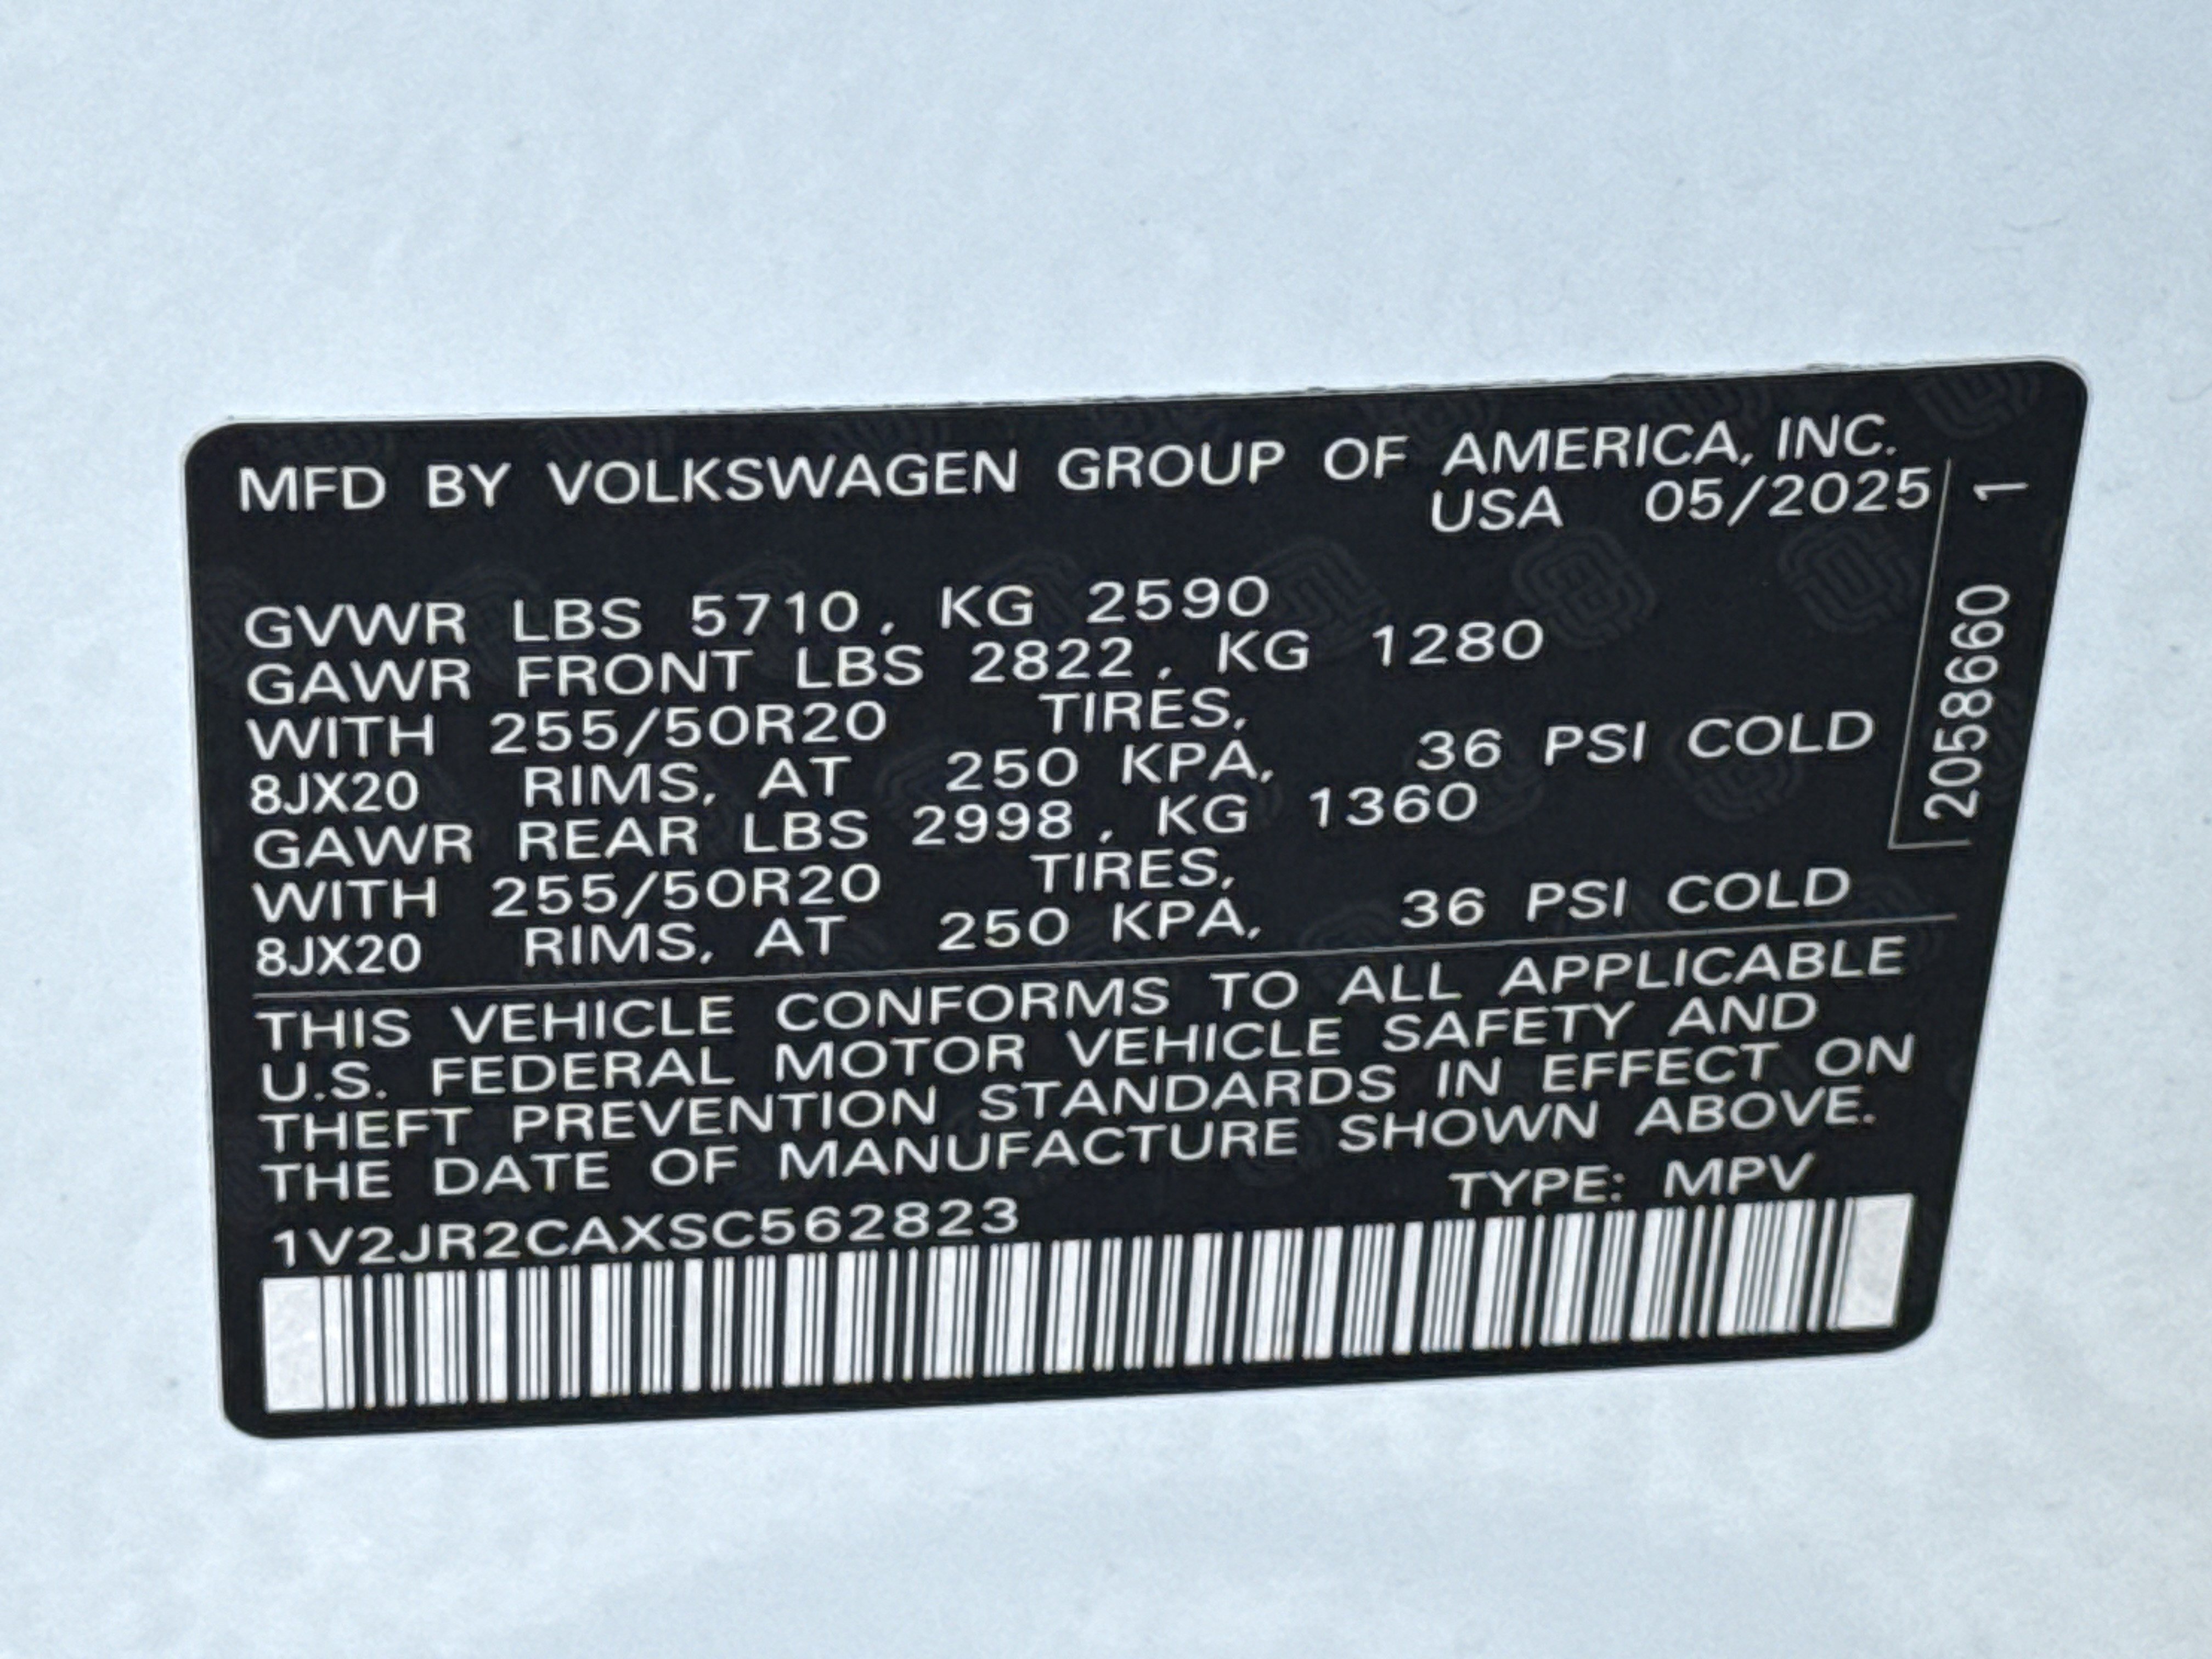 MFD BY VOLKSWAGEN GROUP OF AMERICA, INC.
USA 05/2025
GVWR LBS 5710, KG 2590
GAWR FRONT LBS 2822, KG 1280
WITH 255/50R20 TIRES,
8JX20 RIMS, AT 250 KPA, 36 PSI COLD
GAWR REAR LBS 2998, KG 1360
WITH 255/50R20 TIRES,
8JX20 RIMS, AT 250 KPA, 36 PSI COLD
2058660 1
THIS VEHICLE CONFORMS TO ALL APPLICABLE
U.S. FEDERAL MOTOR VEHICLE SAFETY AND
THEFT PREVENTION STANDARDS IN EFFECT ON
THE DATE OF MANUFACTURE SHOWN ABOVE.
TYPE: MPV
1V2JR2CAXSC562823